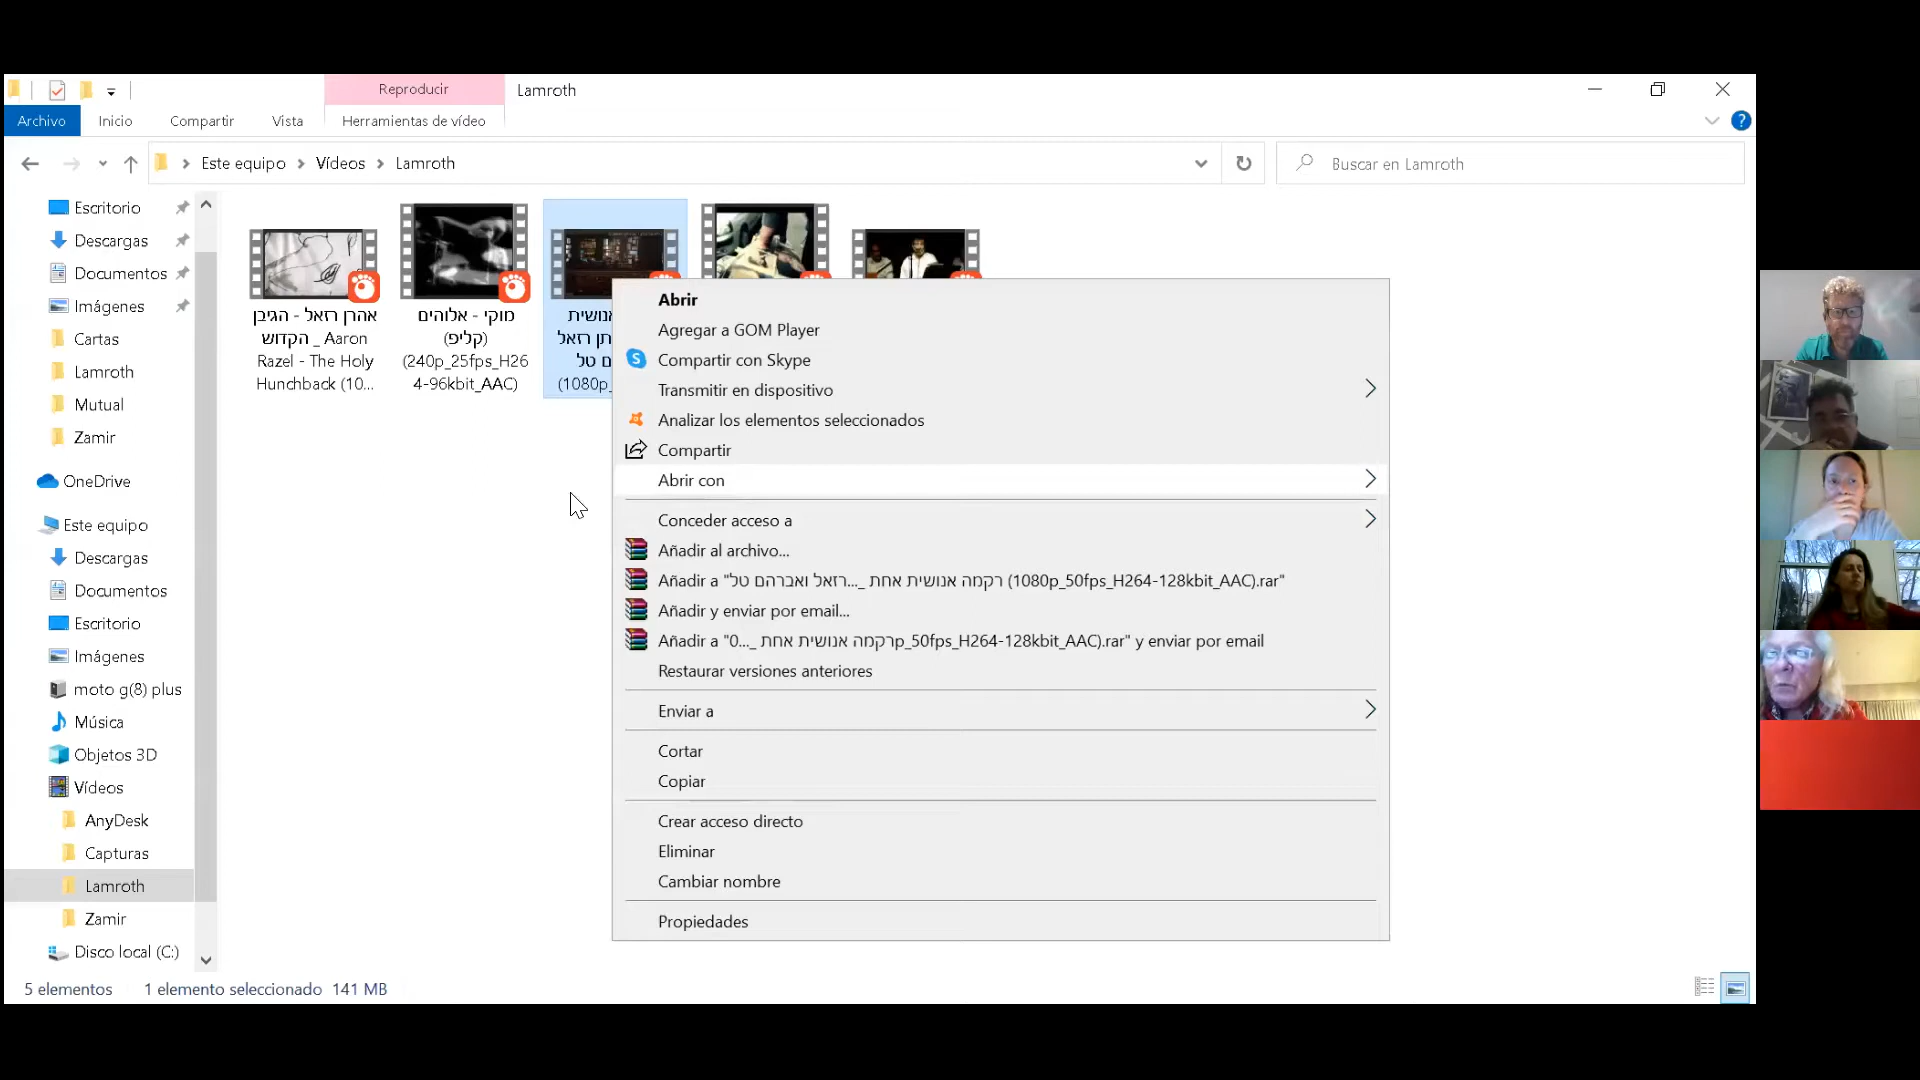 Reproducir
Lamroth
Archivo
Inicio
Compartir
Vista
Herramientas de vídeo
Este equipo
Vídeos
Lamroth
Buscar en Lamroth
Escritorio
Descargas
Documentos
Imágenes
Cartas
Lamroth
Mutual
Zamir
OneDrive
Este equipo
Descargas
Documentos
Escritorio
Imágenes
moto g(8) plus
Música
Objetos 3D
Vídeos
AnyDesk
Capturas
Lamroth
Zamir
Disco local (C:)
אהרן רזאל - הגיבן
הקדוש _ Aaron
Razel - The Holy
Hunchback (10...
מוקי - אלוהים
(קליפ)
(240p_25fps_H26
4-96kbit_AAC)
רזאל
טל
(1080p_
Abrir
Agregar a GOM Player
Compartir con Skype
Transmitir en dispositivo
Analizar los elementos seleccionados
Compartir
Abrir con
Conceder acceso a
Añadir al archivo...
Añadir a "רקמה אנושית אחת _...רזאל ואברהם טל (1080p_50fps_H264-128kbit_AAC).rar"
Añadir y enviar por email...
Añadir a "0..._ רקמה אנושית אחתp_50fps_H264-128kbit_AAC).rar" y enviar por email
Restaurar versiones anteriores
Enviar a
Cortar
Copiar
Crear acceso directo
Eliminar
Cambiar nombre
Propiedades
5 elementos
1 elemento seleccionado 141 MB